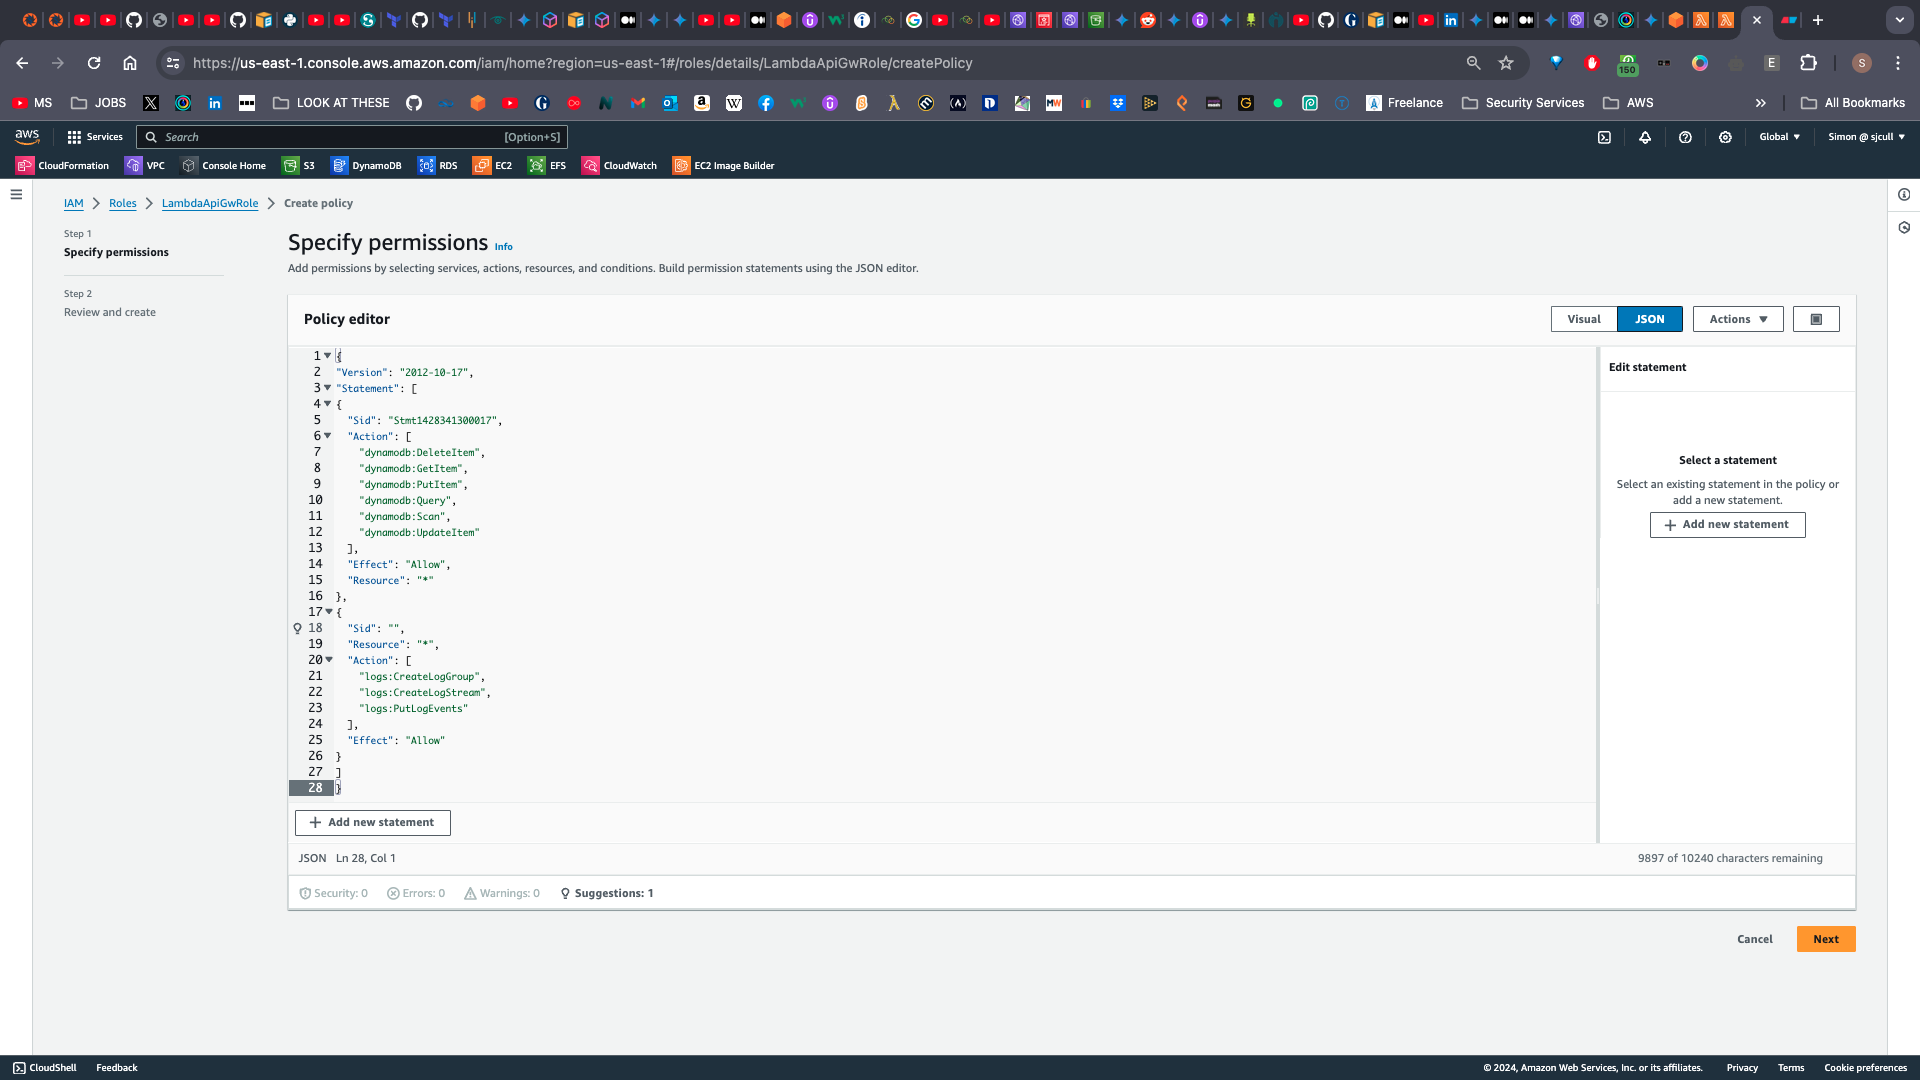 https://us-east-1.console.aws.amazon.com/iam/home?region=us-east-1#/roles/details/LambdaApiGwRole/createPolicy
150
E
S
MS
JOBS
LOOK AT THESE
Freelance
Security Services
AWS
All Bookmarks
aws
Services
Search
[Option+S]
Global
Simon @ sjcull
CloudFormation
VPC
Console Home
S3
DynamoDB
RDS
EC2
EFS
CloudWatch
EC2 Image Builder
IAM
Roles
LambdaApiGwRole
Create policy
Step 1
Specify permissions
Step 2
Review and create
Specify permissions Info
Add permissions by selecting services, actions, resources, and conditions. Build permission statements using the JSON editor.
Policy editor
Visual
JSON
Actions
1 {
2 "Version": "2012-10-17",
3 "Statement": [
4 {
5 "Sid": "Stmt1428341300017",
6 "Action": [
7 "dynamodb:DeleteItem",
8 "dynamodb:GetItem",
9 "dynamodb:PutItem",
10 "dynamodb:Query",
11 "dynamodb:Scan",
12 "dynamodb:UpdateItem"
13 ],
14 "Effect": "Allow",
15 "Resource": "*"
16 },
17 {
18 "Sid": "",
19 "Resource": "*",
20 "Action": [
21 "logs:CreateLogGroup",
22 "logs:CreateLogStream",
23 "logs:PutLogEvents"
24 ],
25 "Effect": "Allow"
26 }
27 ]
28 }
+ Add new statement
JSON Ln 28, Col 1
9897 of 10240 characters remaining
Security: 0
Errors: 0
Warnings: 0
Suggestions: 1
Edit statement
Select a statement
Select an existing statement in the policy or
add a new statement.
+ Add new statement
Cancel
Next
CloudShell
Feedback
© 2024, Amazon Web Services, Inc. or its affiliates.
Privacy
Terms
Cookie preferences